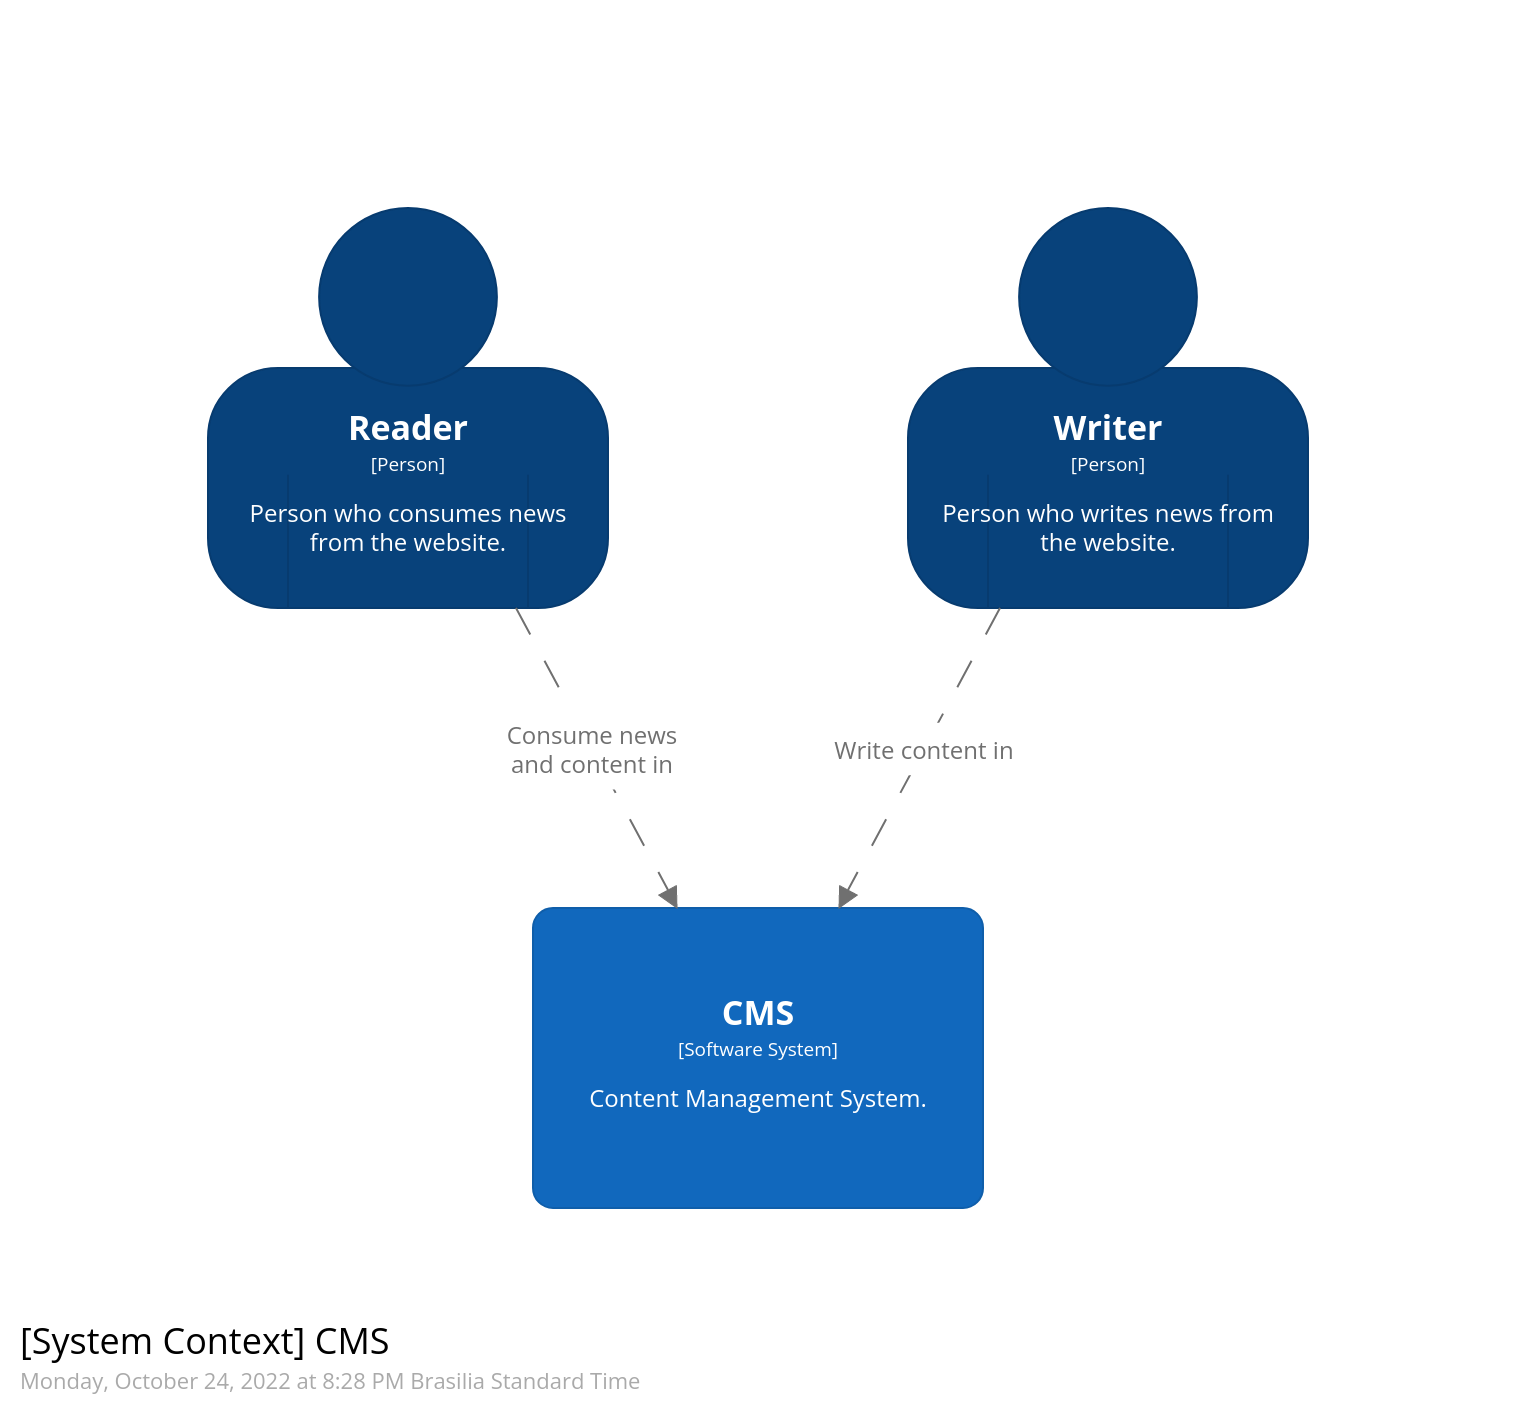 Reader
[Person]
Person who consumes news
from the website.
Writer
[Person]
Person who writes news from
the website.
Consume news
and content in
Write content in
CMS
[Software System]
Content Management System.
[System Context] CMS
Monday, October 24, 2022 at 8:28 PM Brasilia Standard Time